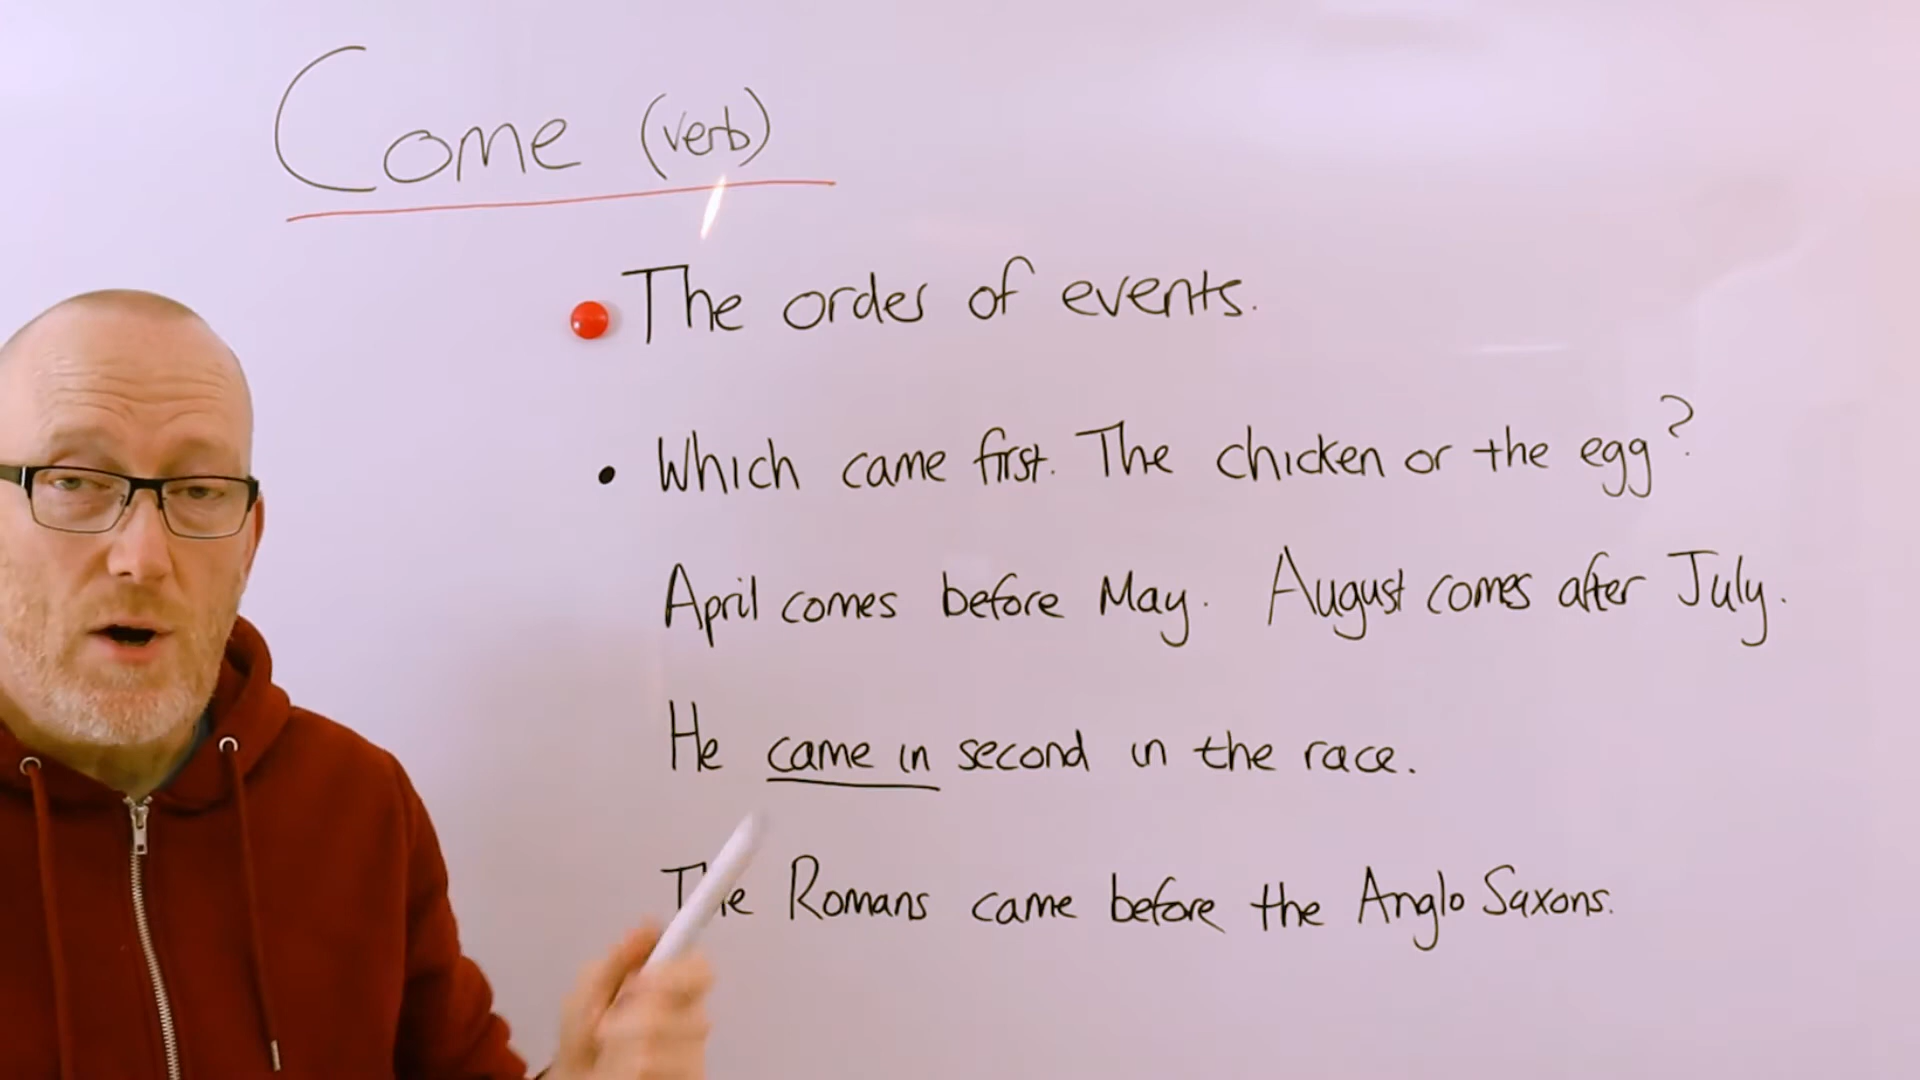 Come (verb)
The order of events.
Which came first. The chicken or the egg?
April comes before May. August comes after July.
He came in second in the race.
The Romans came before the Anglo Saxons.